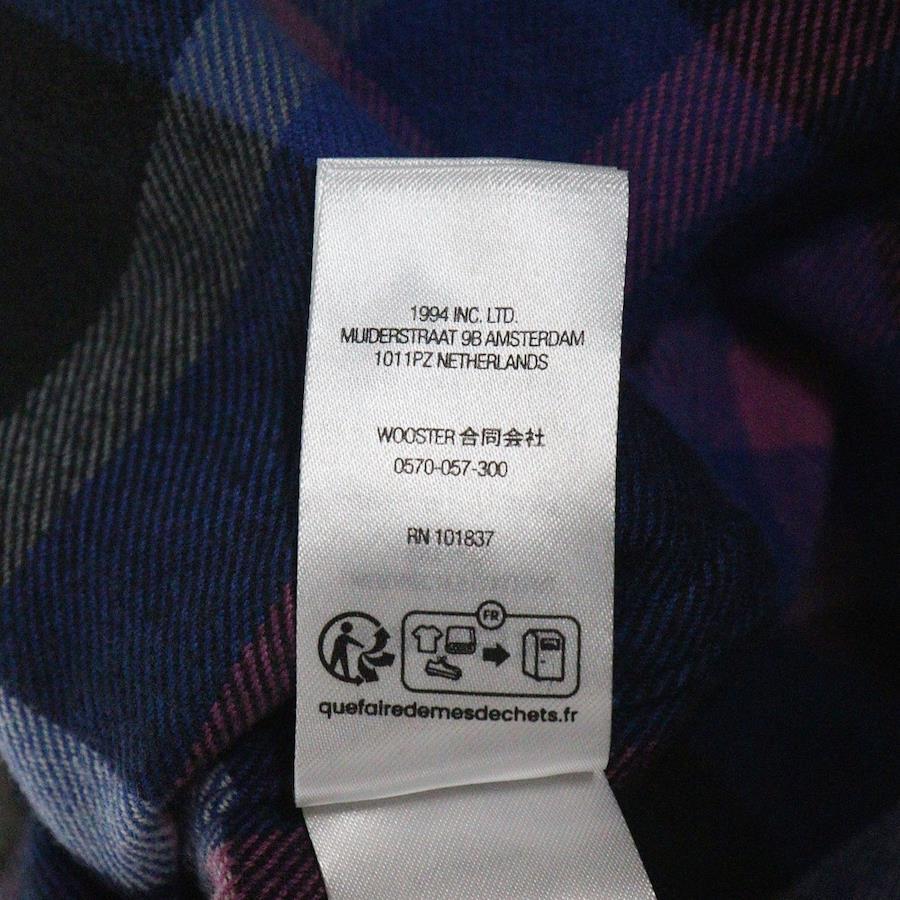 1994 INC. LTD.
MUIDERSTRAAT 9B AMSTERDAM
1011PZ NETHERLANDS
WOOSTER 合同会社
0570-057-300
RN 101837
FR
quefairedemesdechets.fr